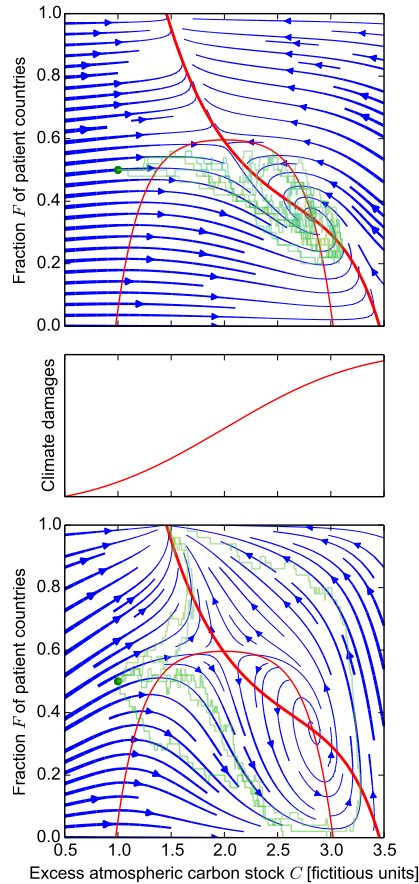 1.0
0.8
0.6
0.4
0.2
0.0
Fraction F of patient countries
Climate damages
1.0
0.8
0.6
0.4
0.2
0.0
Fraction F of patient countries
0.5 1.0 1.5 2.0 2.5 3.0 3.5
Excess atmospheric carbon stock C [fictitious units]